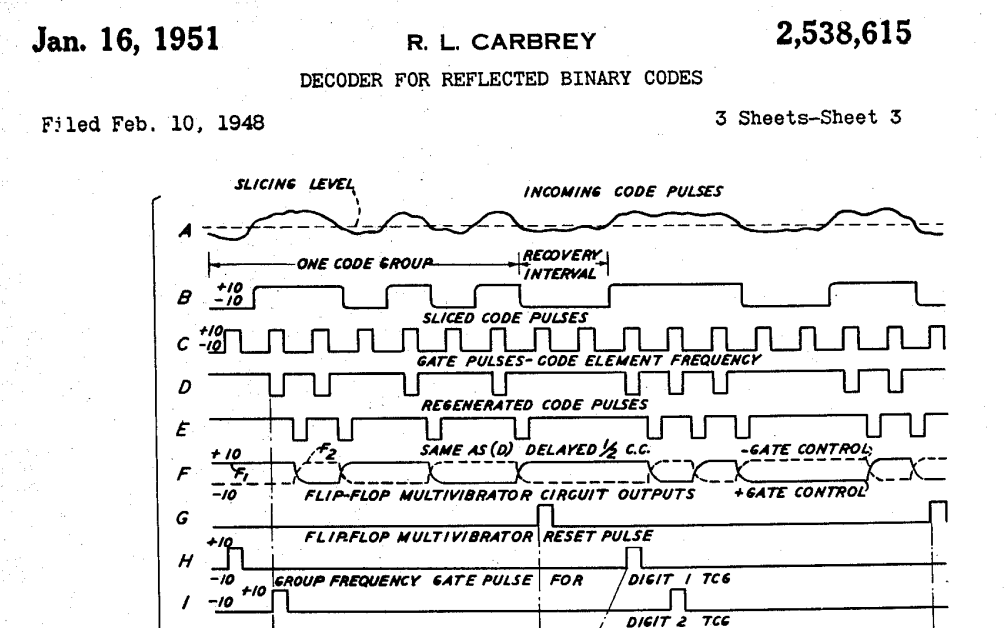 Jan. 16, 1951 R. L. CARBREY 2,538,615
DECODER FOR REFLECTED BINARY CODES
Filed Feb. 10, 1948 3 Sheets-Sheet 3
SLICING LEVEL INCOMING CODE PULSES
A
ONE CODE GROUP RECOVERY INTERVAL
B +10 -10
SLICED CODE PULSES
C +10 -10
GATE PULSES-CODE ELEMENT FREQUENCY
D
REGENERATED CODE PULSES
E
SAME AS (D) DELAYED 1/2 C.C. -GATE CONTROL
F +10 -10 F1 F2
FLIP-FLOP MULTIVIBRATOR CIRCUIT OUTPUTS +GATE CONTROL
G
FLIP-FLOP MULTIVIBRATOR RESET PULSE
H +10 -10
GROUP FREQUENCY GATE PULSE FOR DIGIT 1 TCG
I +10 -10
DIGIT 2 TCG